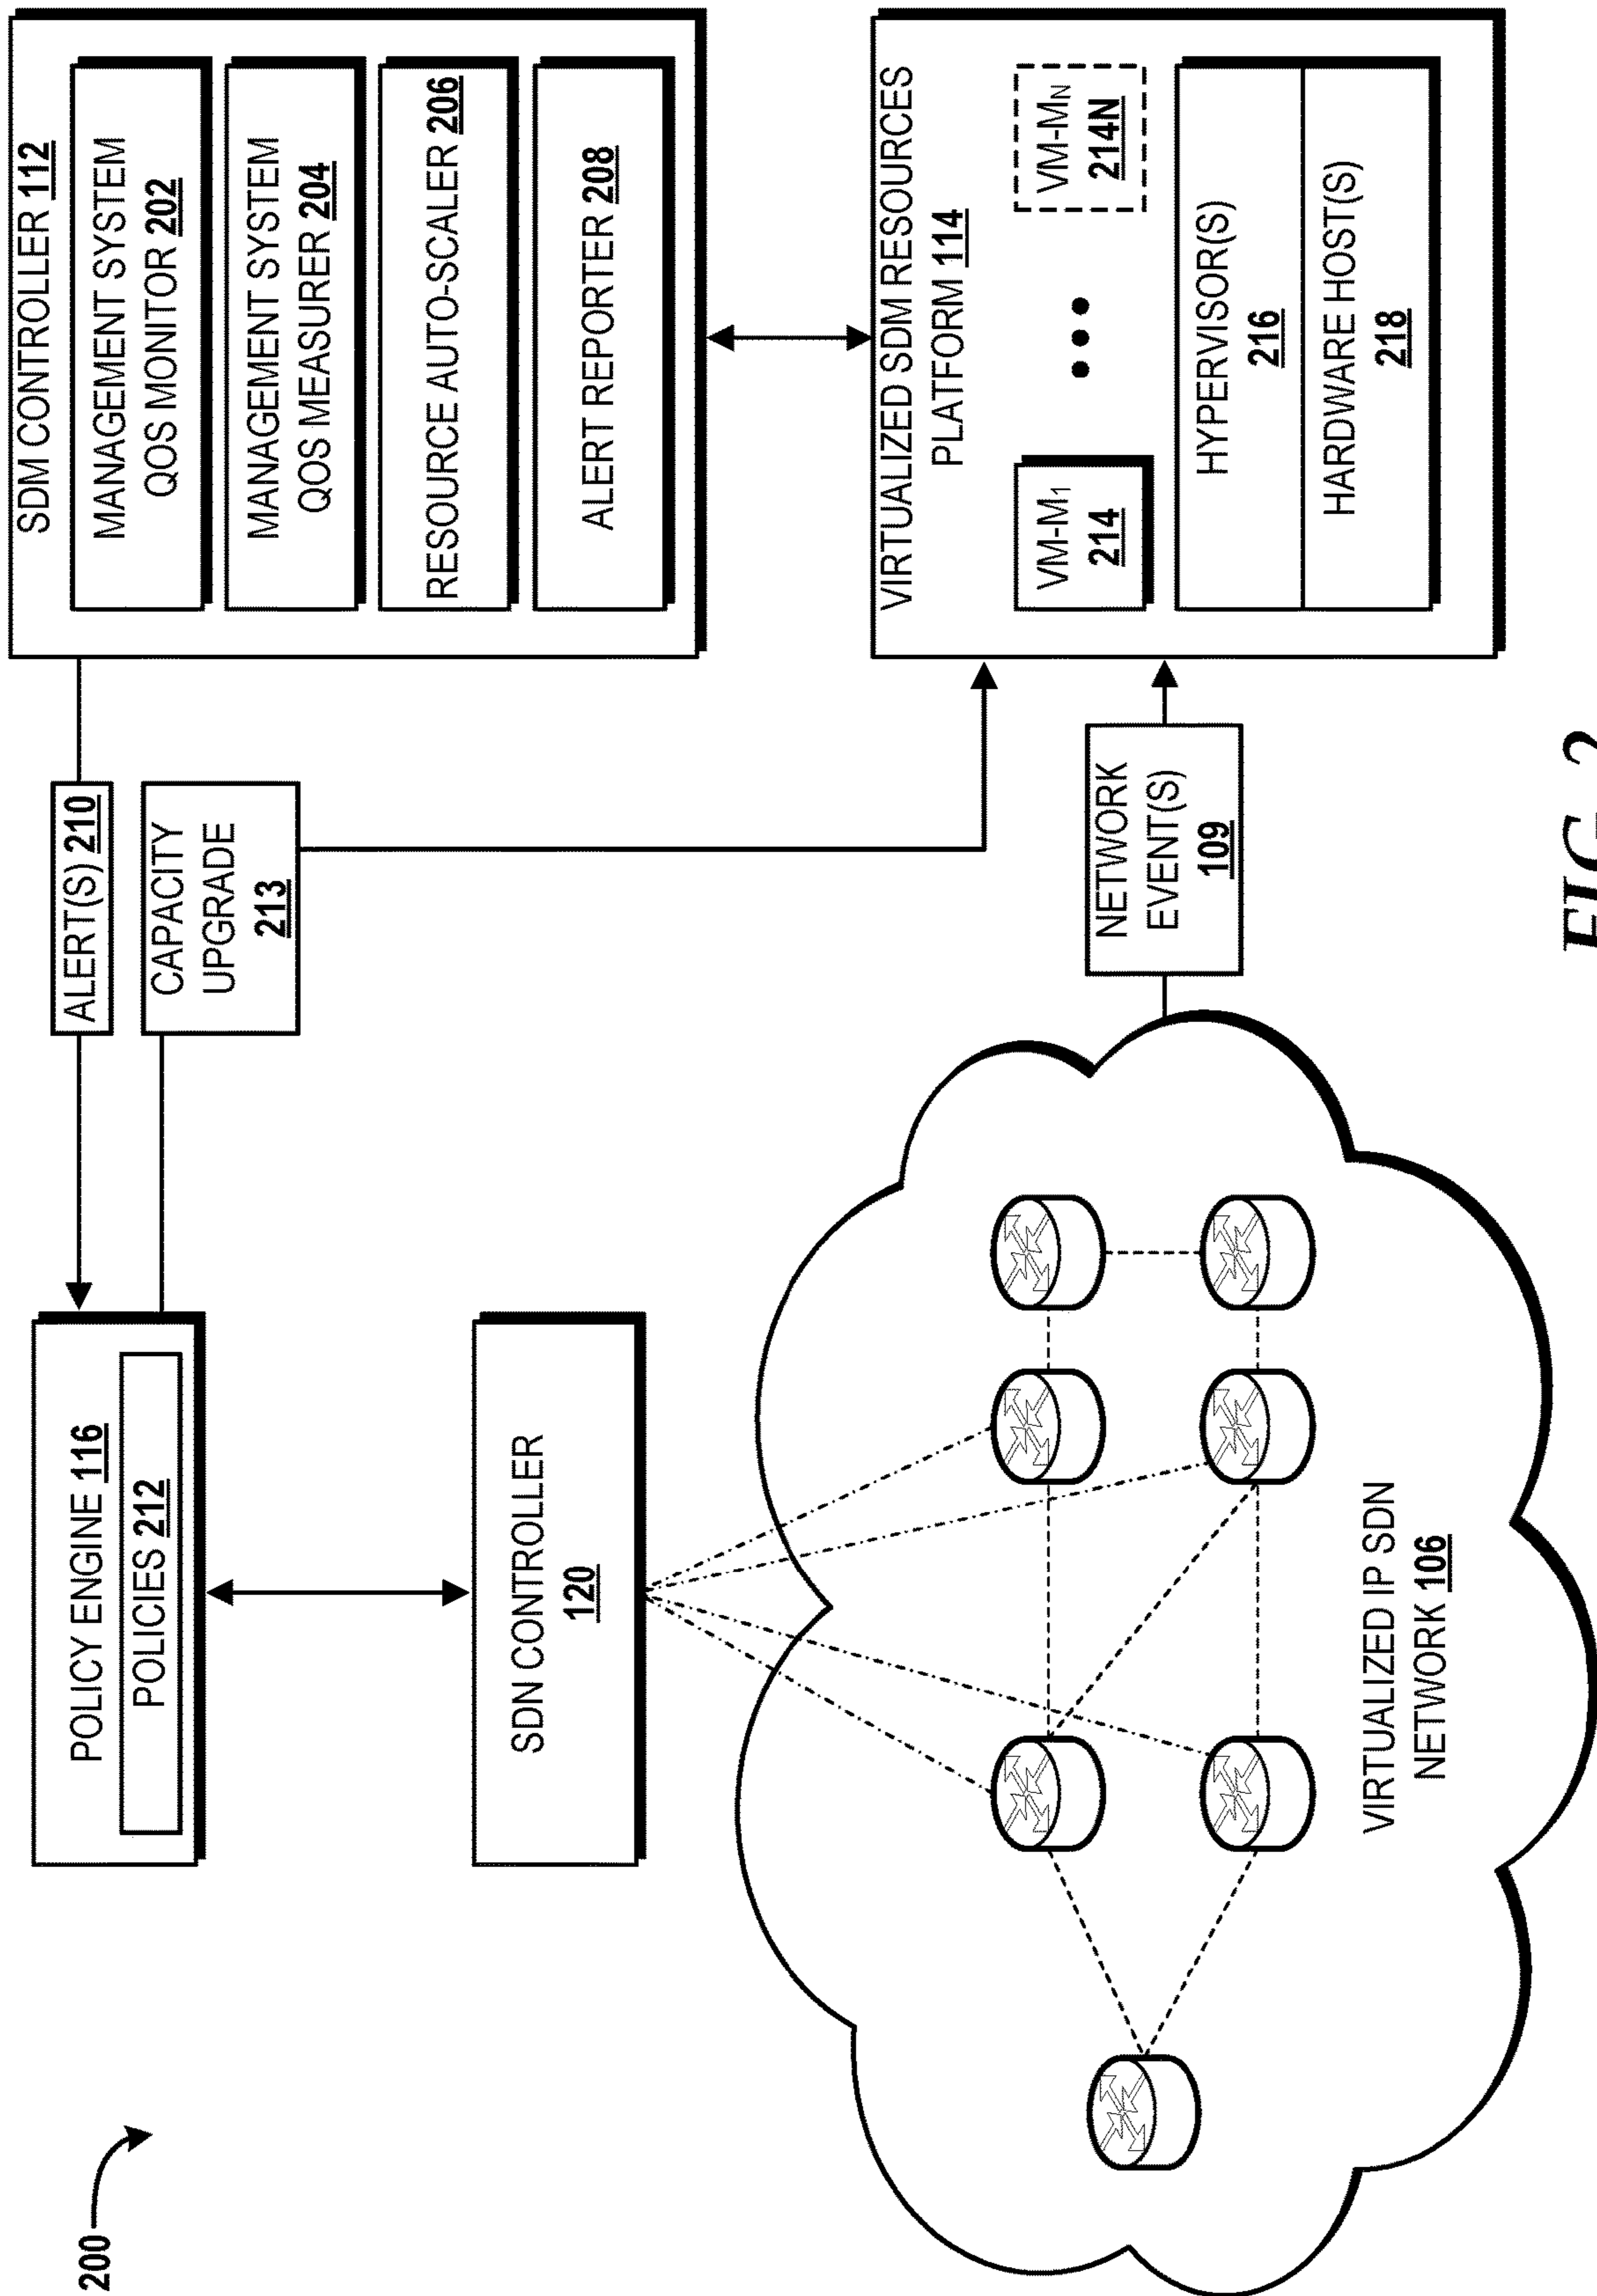 200
POLICY ENGINE 116
POLICIES 212
ALERT(S) 210
CAPACITY
UPGRADE
213
SDM CONTROLLER 112
MANAGEMENT SYSTEM
QOS MONITOR 202
MANAGEMENT SYSTEM
QOS MEASURER 204
RESOURCE AUTO-SCALER 206
ALERT REPORTER 208
SDN CONTROLLER
120
VIRTUALIZED SDM RESOURCES
PLATFORM 114
VM-M1
214
VM-MN
214N
HYPERVISOR(S)
216
HARDWARE HOST(S)
218
NETWORK
EVENT(S)
109
VIRTUALIZED IP SDN
NETWORK 106
FIG. 2